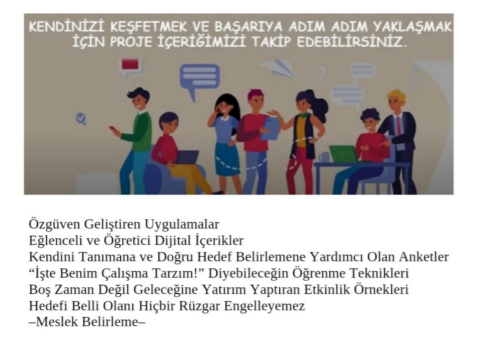 KENDİNİZİ KEŞFETMEK VE BAŞARIYA ADIM ADIM YAKLAŞMAK
İÇİN PROJE İÇERİĞİMİZİ TAKİP EDEBİLİRSİNİZ.
Özgüven Geliştiren Uygulamalar
Eğlenceli ve Öğretici Dijital İçerikler
Kendini Tanımana ve Doğru Hedef Belirlemene Yardımcı Olan Anketler
“İşte Benim Çalışma Tarzım!” Diyebileceğin Öğrenme Teknikleri
Boş Zaman Değil Geleceğine Yatırım Yaptıran Etkinlik Örnekleri
Hedefi Belli Olanı Hiçbir Rüzgar Engelleyemez
–Meslek Belirleme–